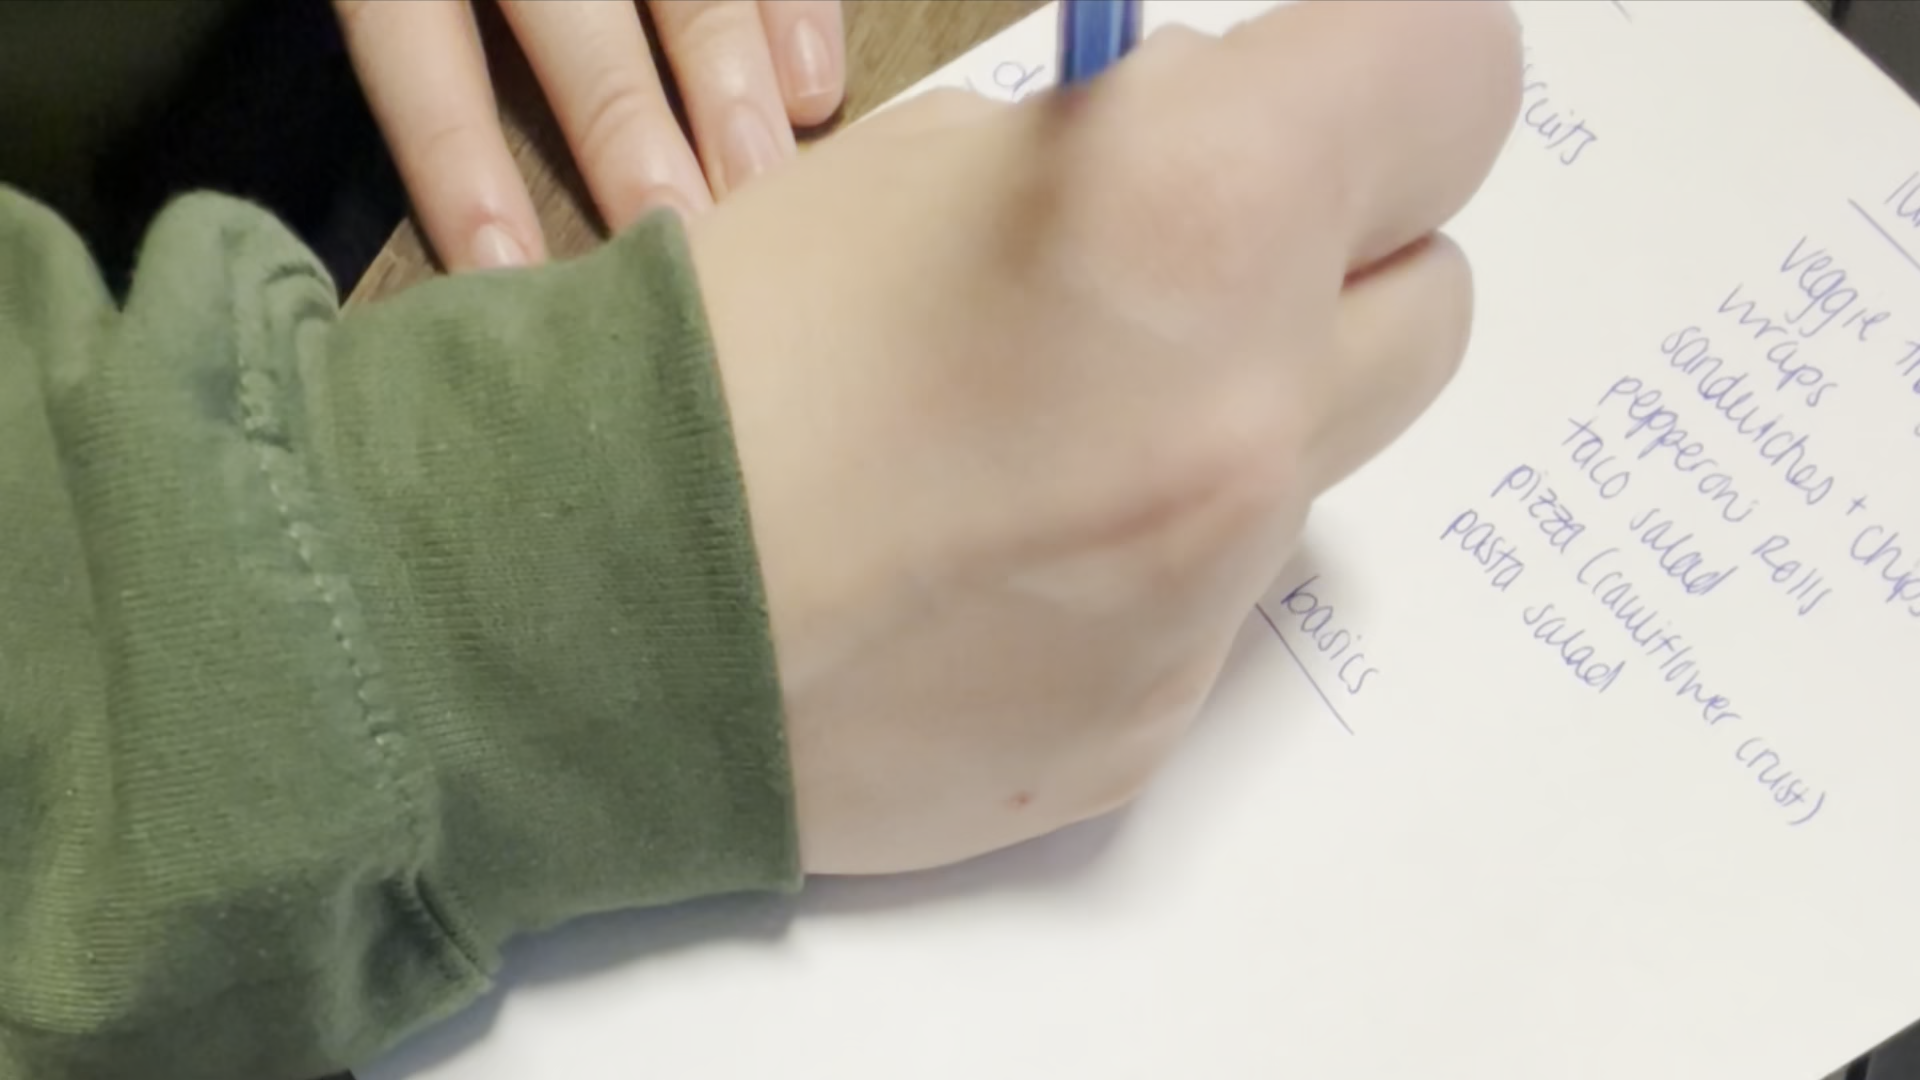 veggie
wraps
sandwiches + chips
pepperoni Rolls
taco salad
pizza (cauliflower crust)
pasta salad
basics